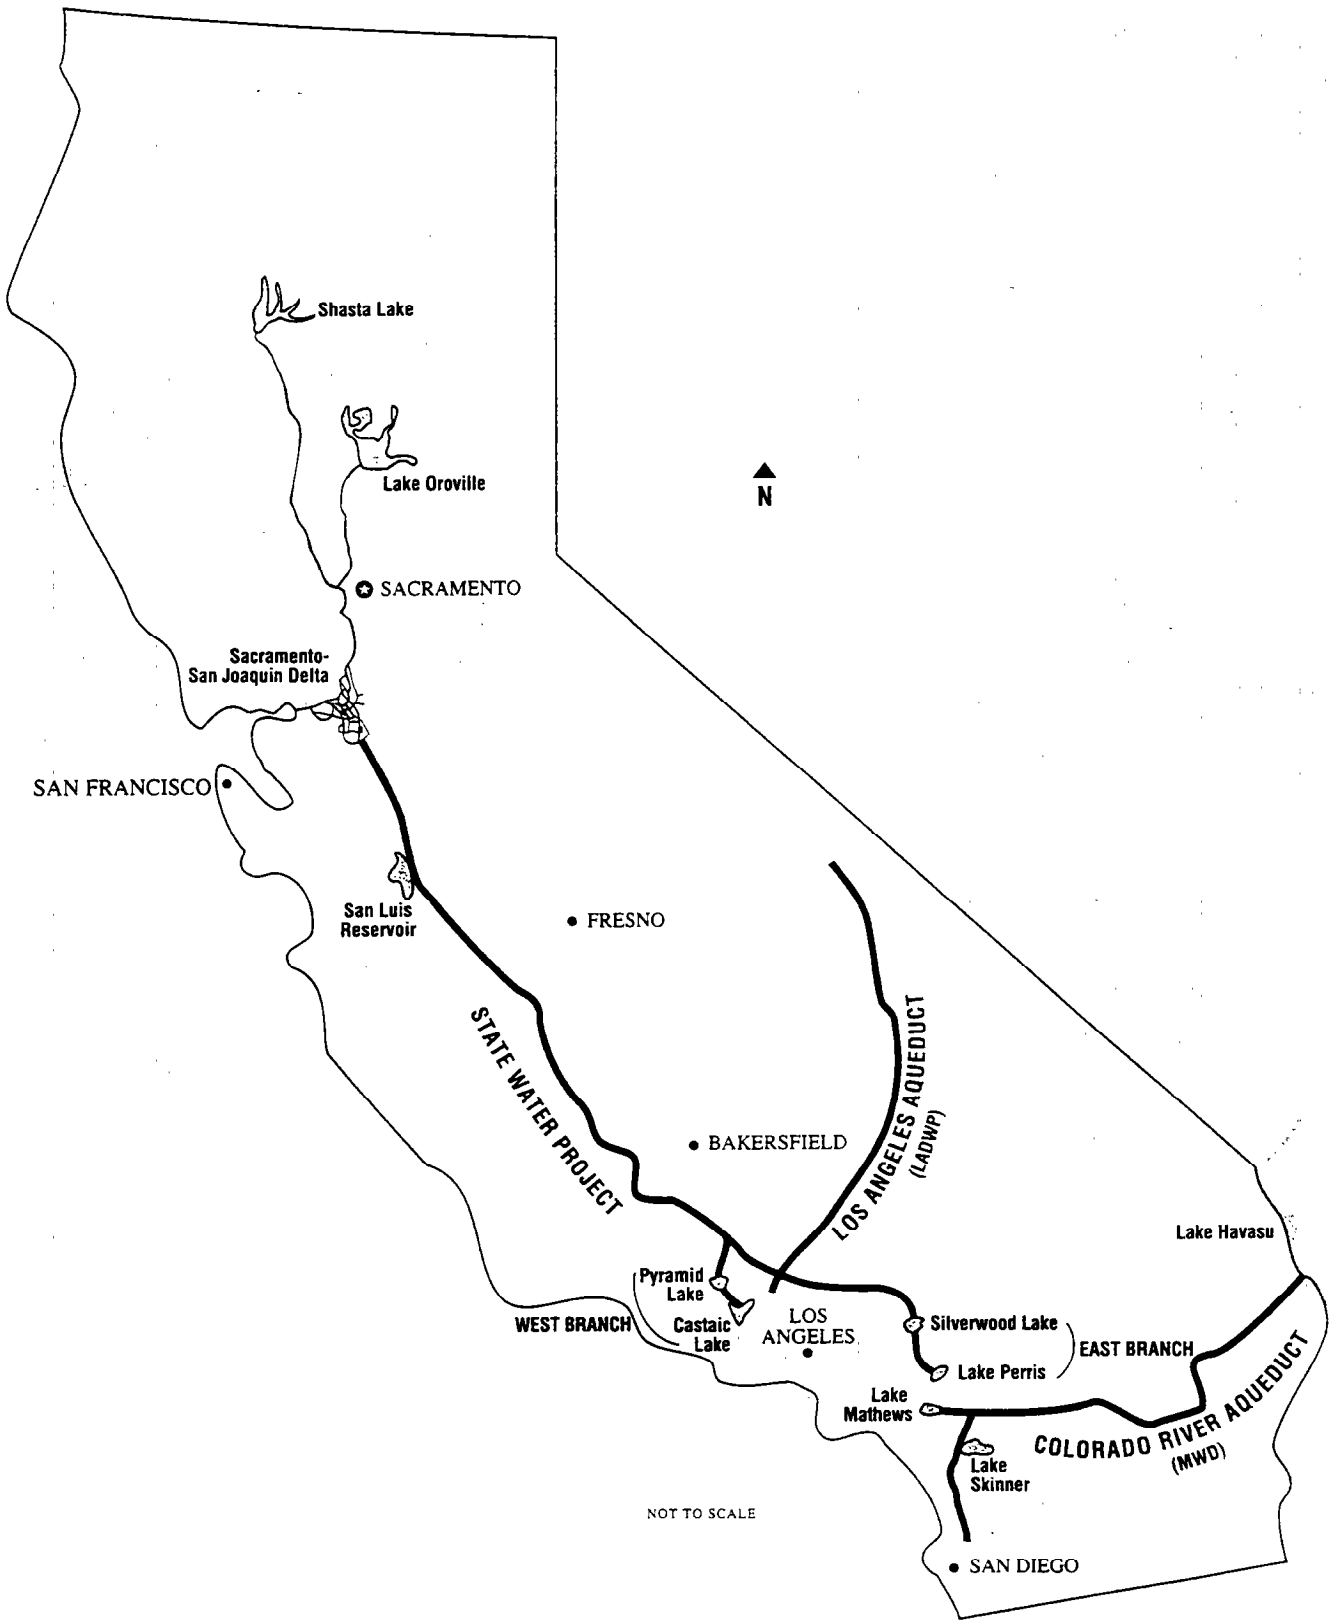 Shasta Lake
Lake Oroville
N
SACRAMENTO
Sacramento-
San Joaquin Delta
SAN FRANCISCO
San Luis
Reservoir
FRESNO
STATE WATER PROJECT
LOS ANGELES AQUEDUCT
(LADWP)
BAKERSFIELD
Lake Havasu
Pyramid
Lake
WEST BRANCH
Castaic
Lake
LOS
ANGELES
Silverwood Lake
EAST BRANCH
Lake Perris
Lake
Mathews
COLORADO RIVER AQUEDUCT
(MWD)
Lake
Skinner
NOT TO SCALE
SAN DIEGO